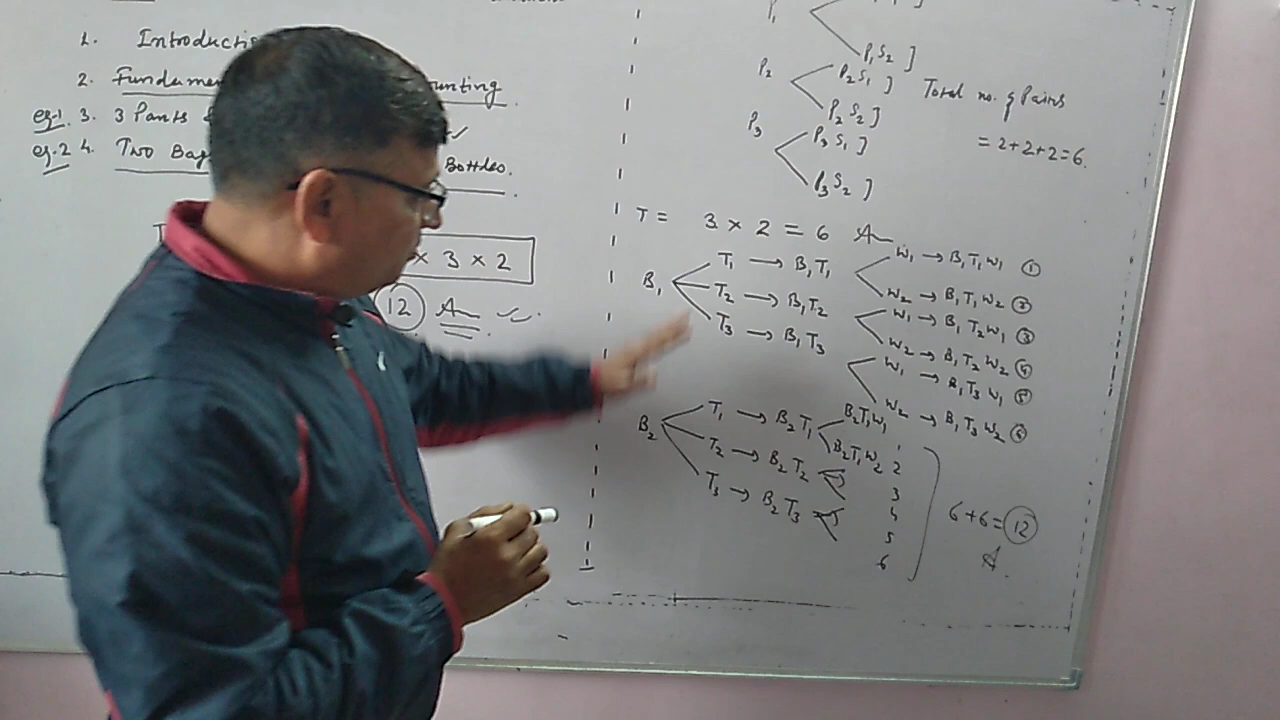 1. Introducti
2. Fundamen unting
eg.1. 3. 3 Pants
eg.2 4. Two Bag Bottles.
× 3 × 2
12 Ans
P1S2 ]
P2 P2S1 ]
P2S2 ]
Total no. of Pairs
= 2+2+2=6.
P3 P3S1 ]
P3S2 ]
T = 3 × 2 = 6 Ans
B1 T1 → B1T1 W1 → B1T1W1 ①
W2 → B1T1W2 ②
T2 → B1T2 W1 → B1T2W1 ③
W2 → B1T2W2 ④
T3 → B1T3 W1 → B1T3W1 ⑤
W2 → B1T3W2 ⑥
B2 T1 → B2T1 B2T1W1 1
B2T1W2 2
T2 → B2T2 3
4
T3 → B2T3 5
6
6+6=12
A